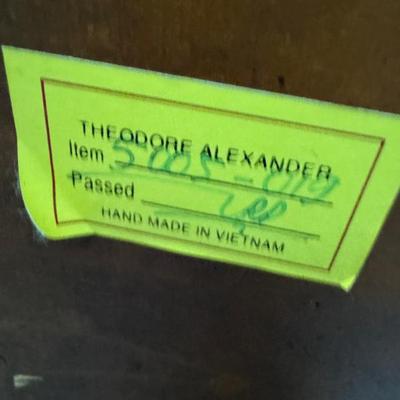 THEODORE ALEXANDER
Item 5005-019
Passed
HAND MADE IN VIETNAM